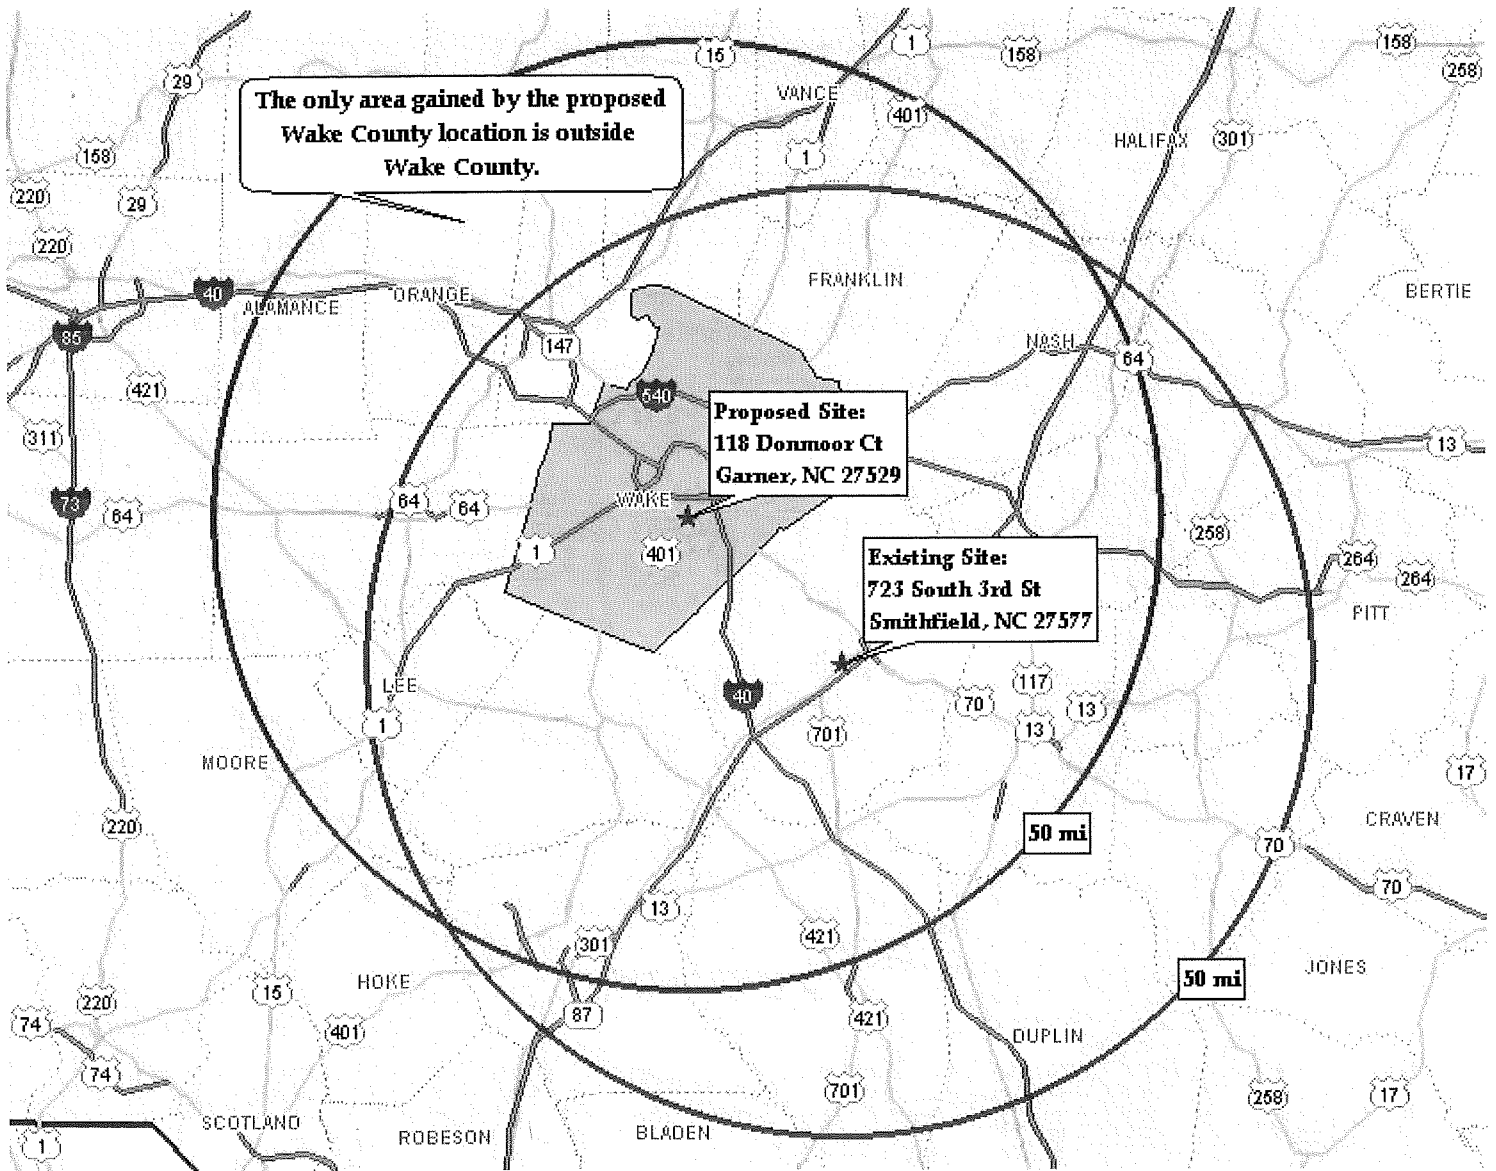 15
1
158
158
258
29
The only area gained by the proposed
Wake County location is outside
Wake County.
VANCE
401
HALIFAX
301
158
1
220
29
220
40
ALAMANCE
ORANGE
FRANKLIN
BERTIE
85
147
NASH
64
421
540
311
Proposed Site:
118 Donmoor Ct
Garner, NC 27529
13
73
64
64
64
WAKE
1
401
258
Existing Site:
723 South 3rd St
Smithfield, NC 27577
264
264
PITT
LEE
1
40
701
70
117
13
13
MOORE
17
220
50 mi
70
CRAVEN
70
13
301
421
50 mi
JONES
HOKE
15
220
74
401
87
421
DUPLIN
74
701
258
17
SCOTLAND
ROBESON
BLADEN
1